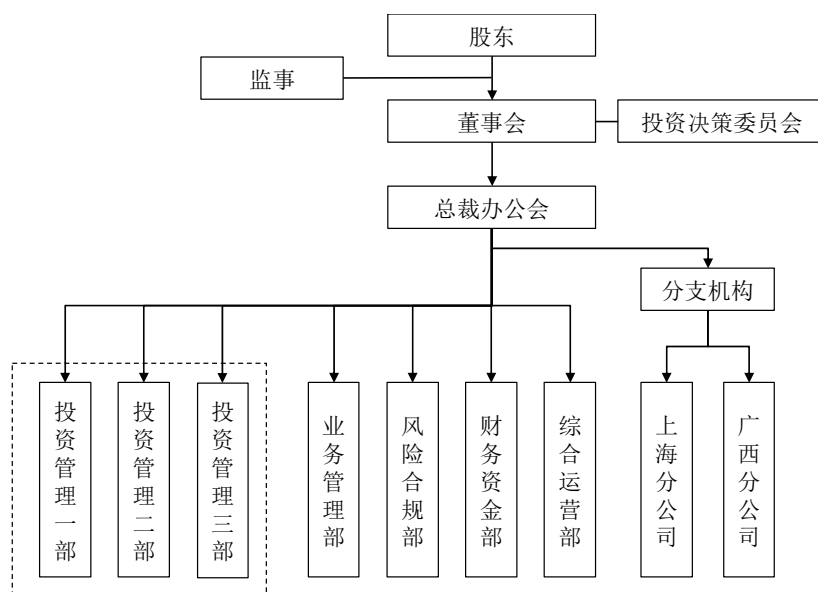 股东
监事
董事会
投资决策委员会
总裁办公会
分支机构
投资管理一部
投资管理二部
投资管理三部
业务管理部
风险合规部
财务资金部
综合运营部
上海分公司
广西分公司